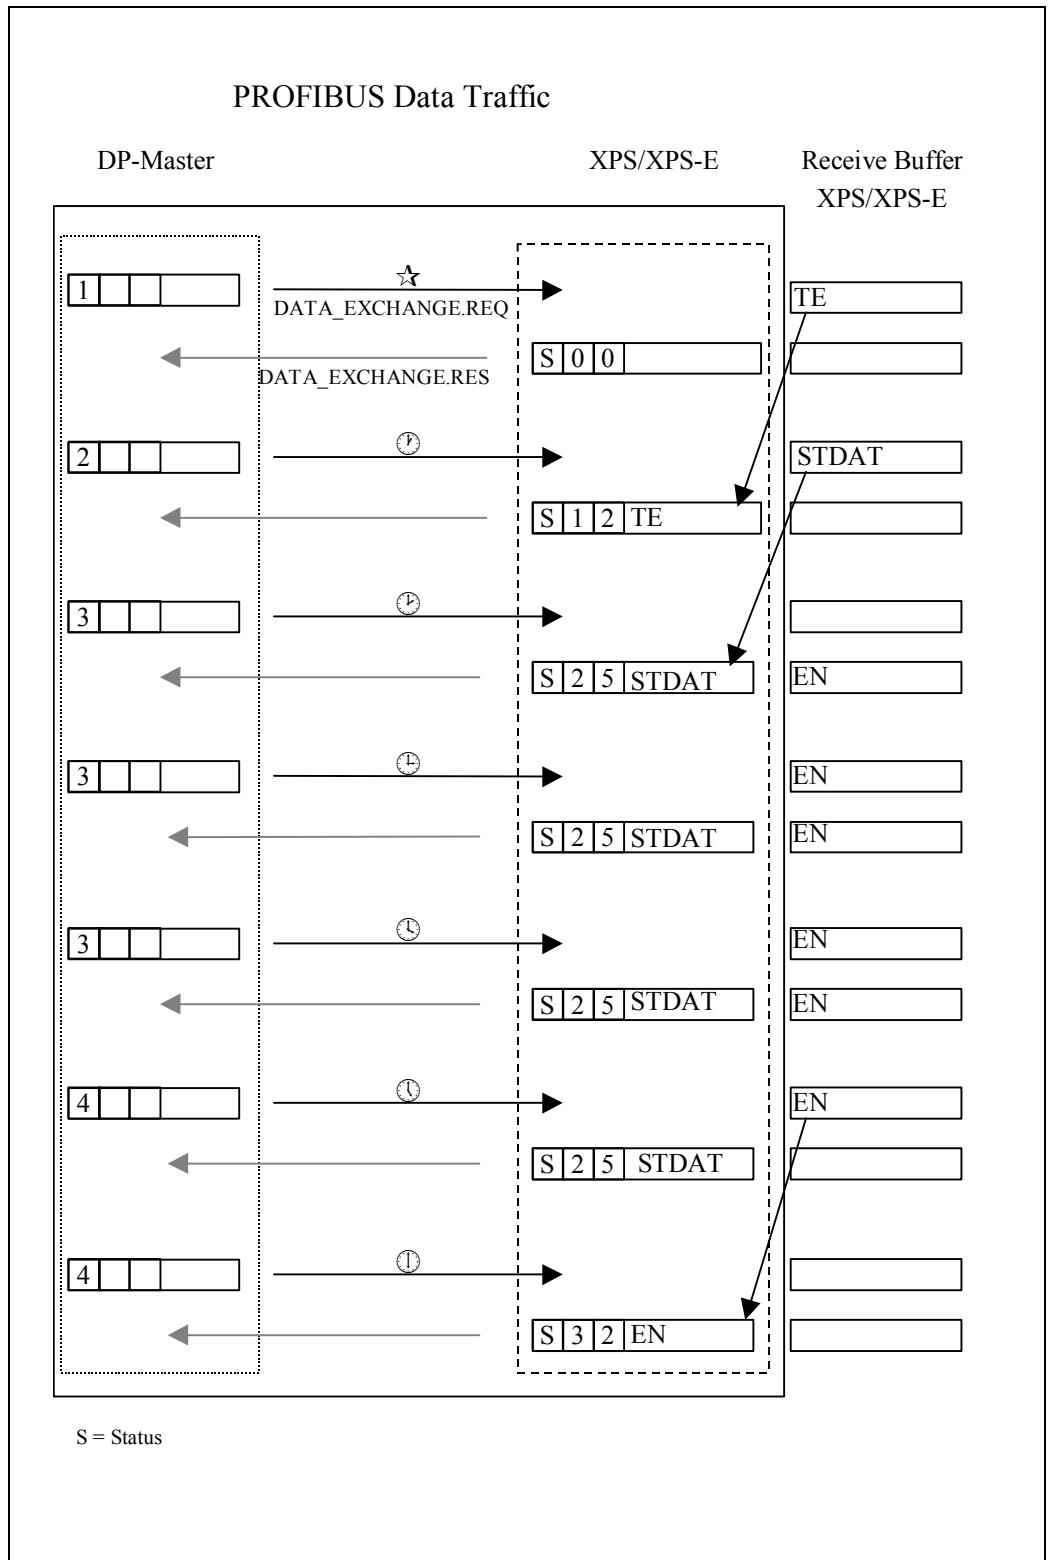 PROFIBUS Data Traffic
DP-Master XPS/XPS-E Receive Buffer
XPS/XPS-E
1 TE
DATA_EXCHANGE.REQ
S 0 0
DATA_EXCHANGE.RES
2 STDAT
S 1 2 TE
3
S 2 5 STDAT EN
3 EN
S 2 5 STDAT EN
3 EN
S 2 5 STDAT EN
4 EN
S 2 5 STDAT
4
S 3 2 EN
S = Status